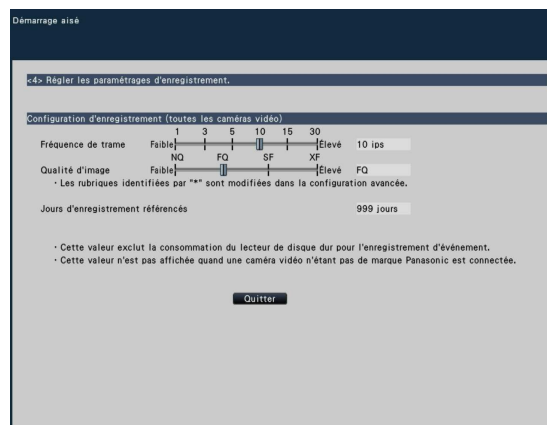 Démarrage aisé
<4> Régler les paramétrages d'enregistrement.
Configuration d'enregistrement (toutes les caméras vidéo)
1 3 5 10 15 30
Fréquence de trame Faible Élevé 10 ips
NQ FQ SF XF
Qualité d'image Faible Élevé FQ
· Les rubriques identifiées par "*" sont modifiées dans la configuration avancée.
Jours d'enregistrement référencés 999 jours
· Cette valeur exclut la consommation du lecteur de disque dur pour l'enregistrement d'événement.
· Cette valeur n'est pas affichée quand une caméra vidéo n'étant pas de marque Panasonic est connectée.
Quitter